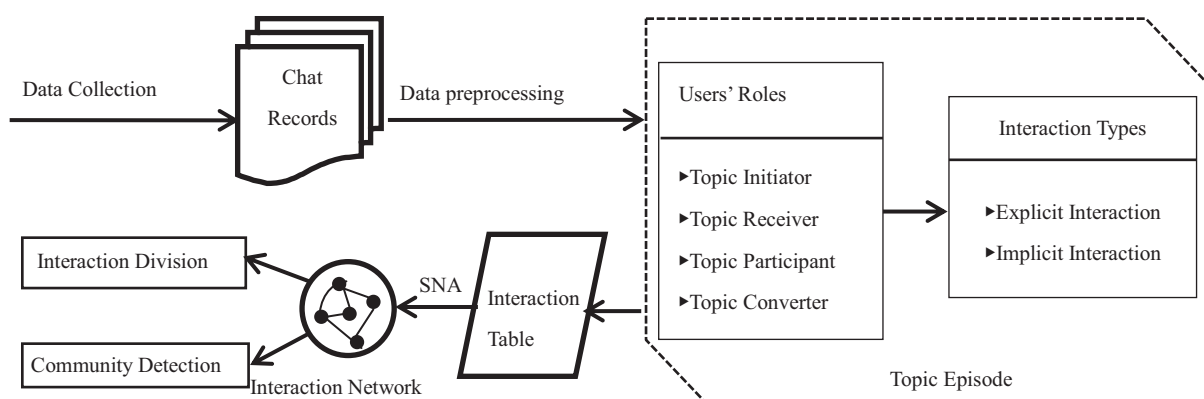 Data Collection
Chat
Records
Data preprocessing
Users’ Roles
▸Topic Initiator
▸Topic Receiver
▸Topic Participant
▸Topic Converter
Interaction Types
▸Explicit Interaction
▸Implicit Interaction
Topic Episode
Interaction
Table
SNA
Interaction Network
Interaction Division
Community Detection